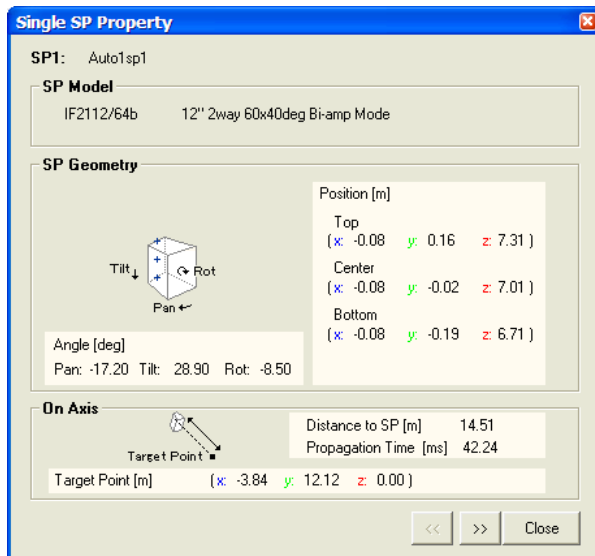 Single SP Property
SP1: Auto1sp1
SP Model
IF2112/64b 12" 2way 60x40deg Bi-amp Mode
SP Geometry
Position [m]
Top
( x: -0.08 y: 0.16 z: 7.31 )
Center
( x: -0.08 y: -0.02 z: 7.01 )
Bottom
( x: -0.08 y: -0.19 z: 6.71 )
Tilt Rot
Pan
Angle [deg]
Pan: -17.20 Tilt: 28.90 Rot: -8.50
On Axis
Target Point
Distance to SP [m] 14.51
Propagation Time [ms] 42.24
Target Point [m] ( x: -3.84 y: 12.12 z: 0.00 )
<< >> Close